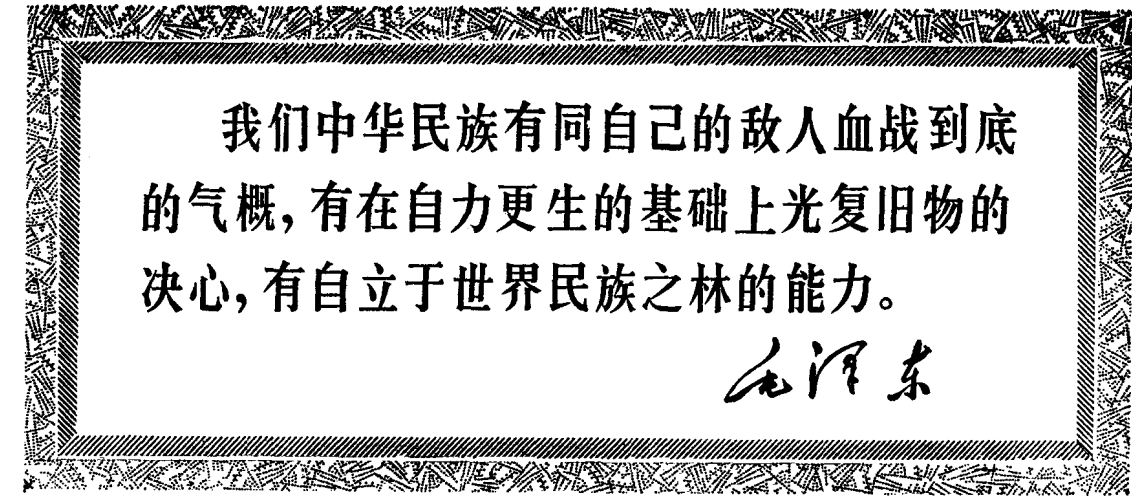 我们中华民族有同自己的敌人血战到底
的气概，有在自力更生的基础上光复旧物的
决心，有自立于世界民族之林的能力。
毛泽东